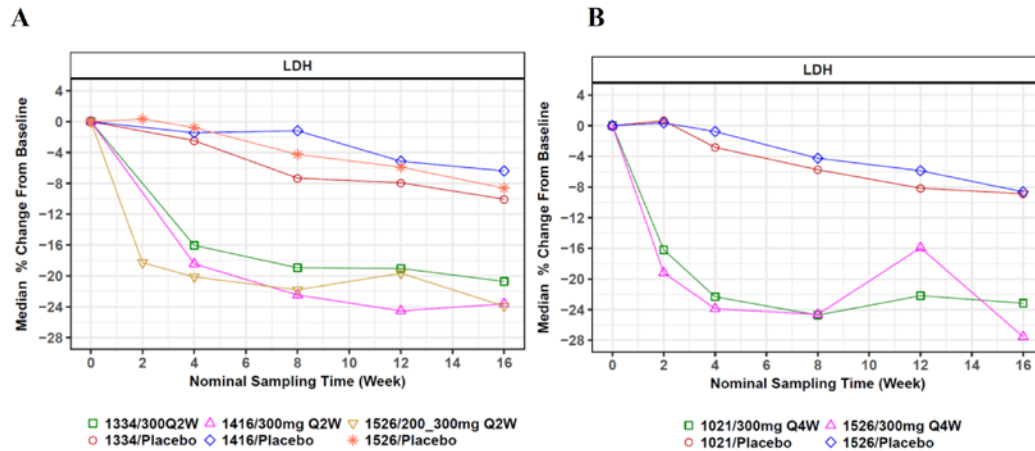 A
B
LDH
LDH
Median % Change From Baseline
4
0
−4
−8
−12
−16
−20
−24
−28
0 2 4 6 8 10 12 14 16
Nominal Sampling Time (Week)
1334/300Q2W 1416/300mg Q2W 1526/200_300mg Q2W
1334/Placebo 1416/Placebo 1526/Placebo
Median % Change From Baseline
4
0
−4
−8
−12
−16
−20
−24
−28
0 2 4 6 8 10 12 14 16
Nominal Sampling Time (Week)
1021/300mg Q4W 1526/300mg Q4W
1021/Placebo 1526/Placebo